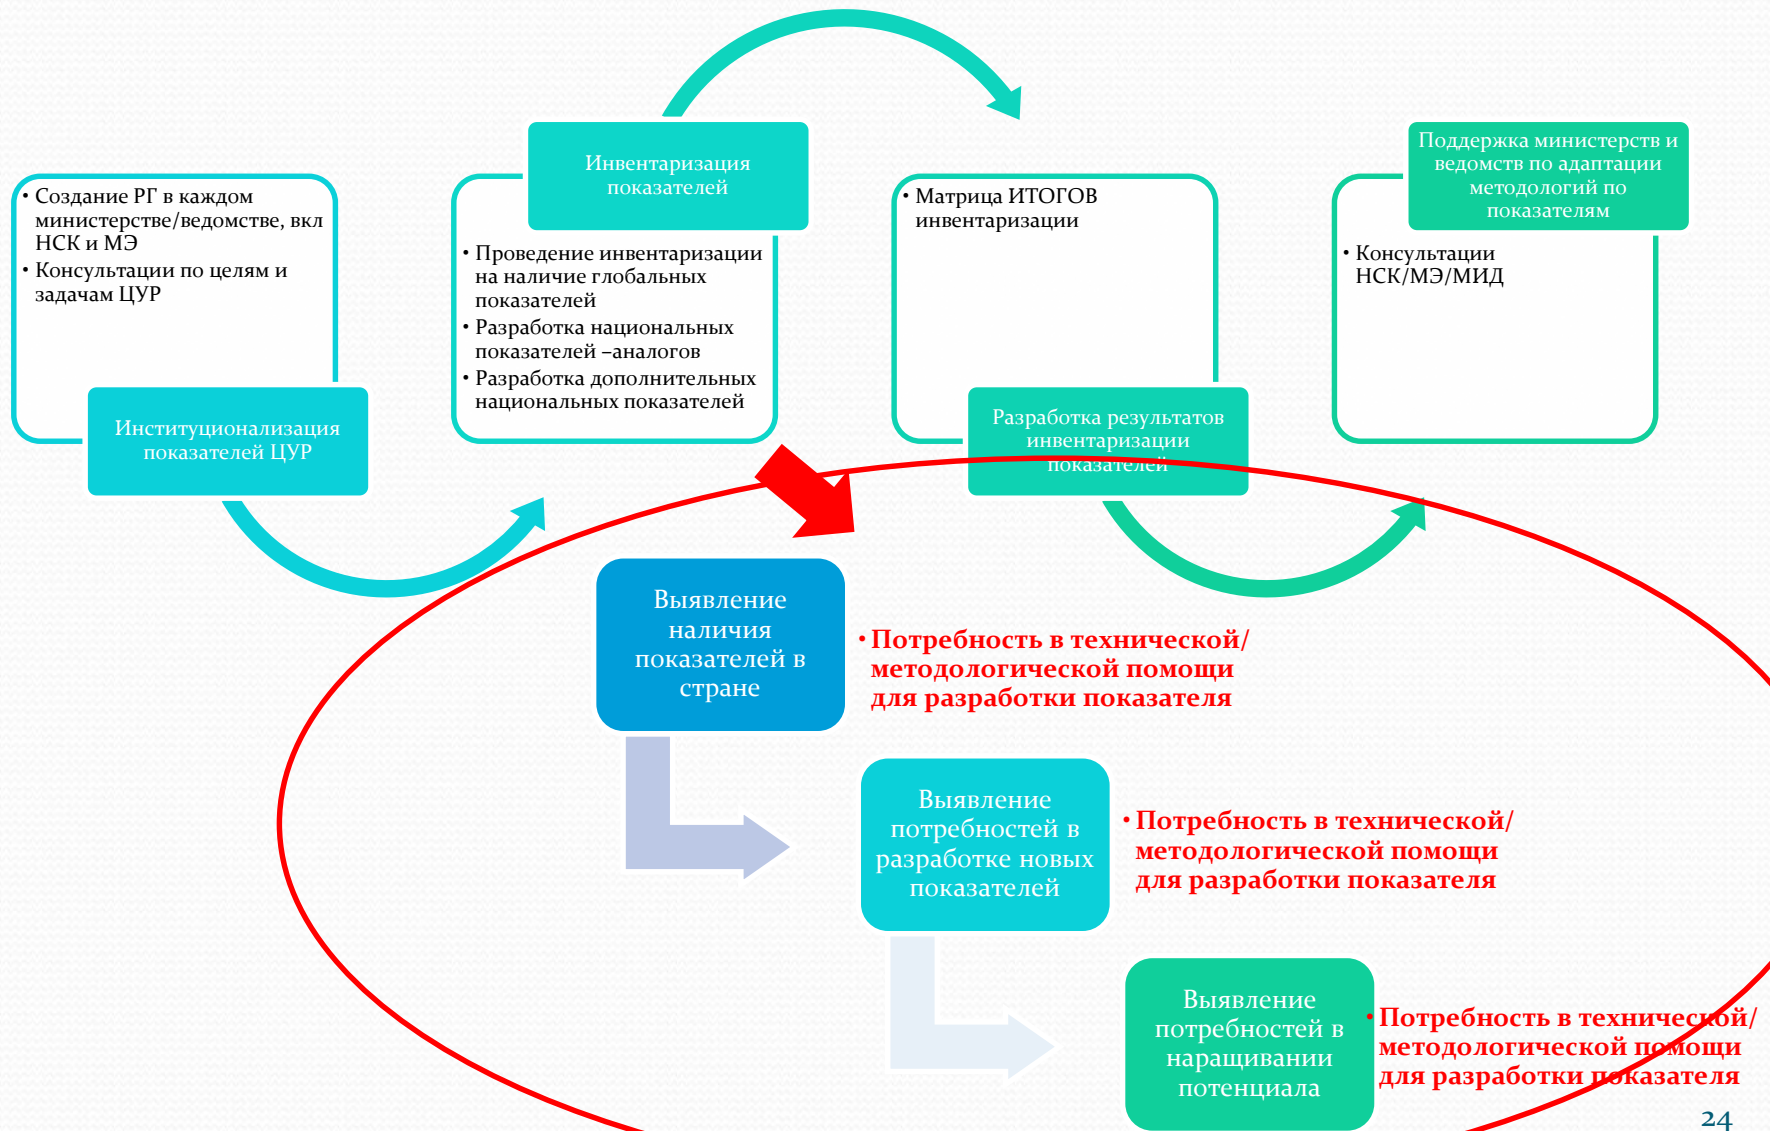 • Создание РГ в каждом
министерстве/ведомстве, вкл
НСК и МЭ
• Консультации по целям и
задачам ЦУР
Институционализация
показателей ЦУР
Инвентаризация
показателей
• Проведение инвентаризации
на наличие глобальных
показателей
• Разработка национальных
показателей –аналогов
• Разработка дополнительных
национальных показателей
• Матрица ИТОГОВ
инвентаризации
Разработка результатов
инвентаризации
показателей
Поддержка министерств и
ведомств по адаптации
методологий по
показателям
• Консультации
НСК/МЭ/МИД
Выявление
наличия
показателей в
стране
• Потребность в технической/
методологической помощи
для разработки показателя
Выявление
потребностей в
разработке новых
показателей
• Потребность в технической/
методологической помощи
для разработки показателя
Выявление
потребностей в
наращивании
потенциала
• Потребность в технической/
методологической помощи
для разработки показателя
24